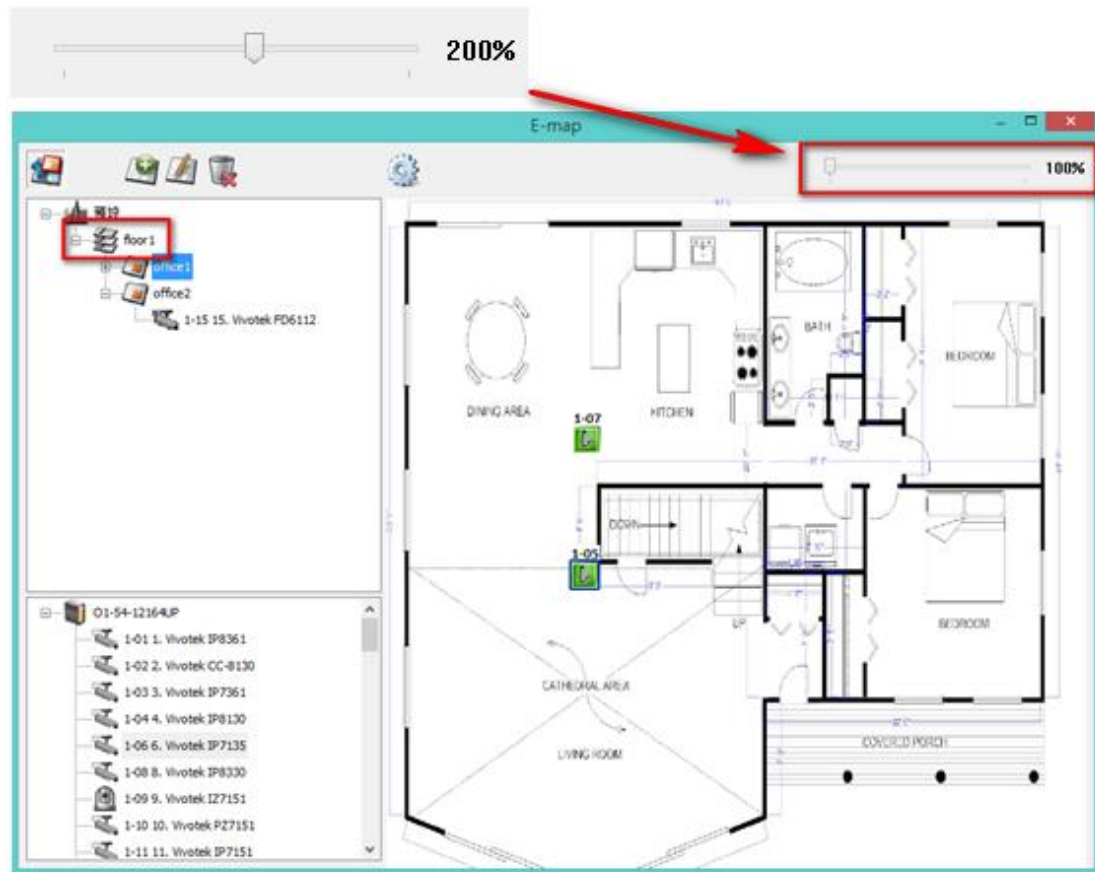 200%
E-map
100%
預設
floor1
office1
office2
1-15 15. Vivotek FD6112
BATH
BEDROOM
DINING AREA
KITCHEN
1-07
DOWN
1-05
UP
BEDROOM
CATHEDRAL AREA
LIVING ROOM
COVERED PORCH
O1-54-12164UP
1-01 1. Vivotek IP8361
1-02 2. Vivotek CC-8130
1-03 3. Vivotek IP7361
1-04 4. Vivotek IP8130
1-06 6. Vivotek IP7135
1-08 8. Vivotek IP8330
1-09 9. Vivotek IZ7151
1-10 10. Vivotek PZ7151
1-11 11. Vivotek IP7151